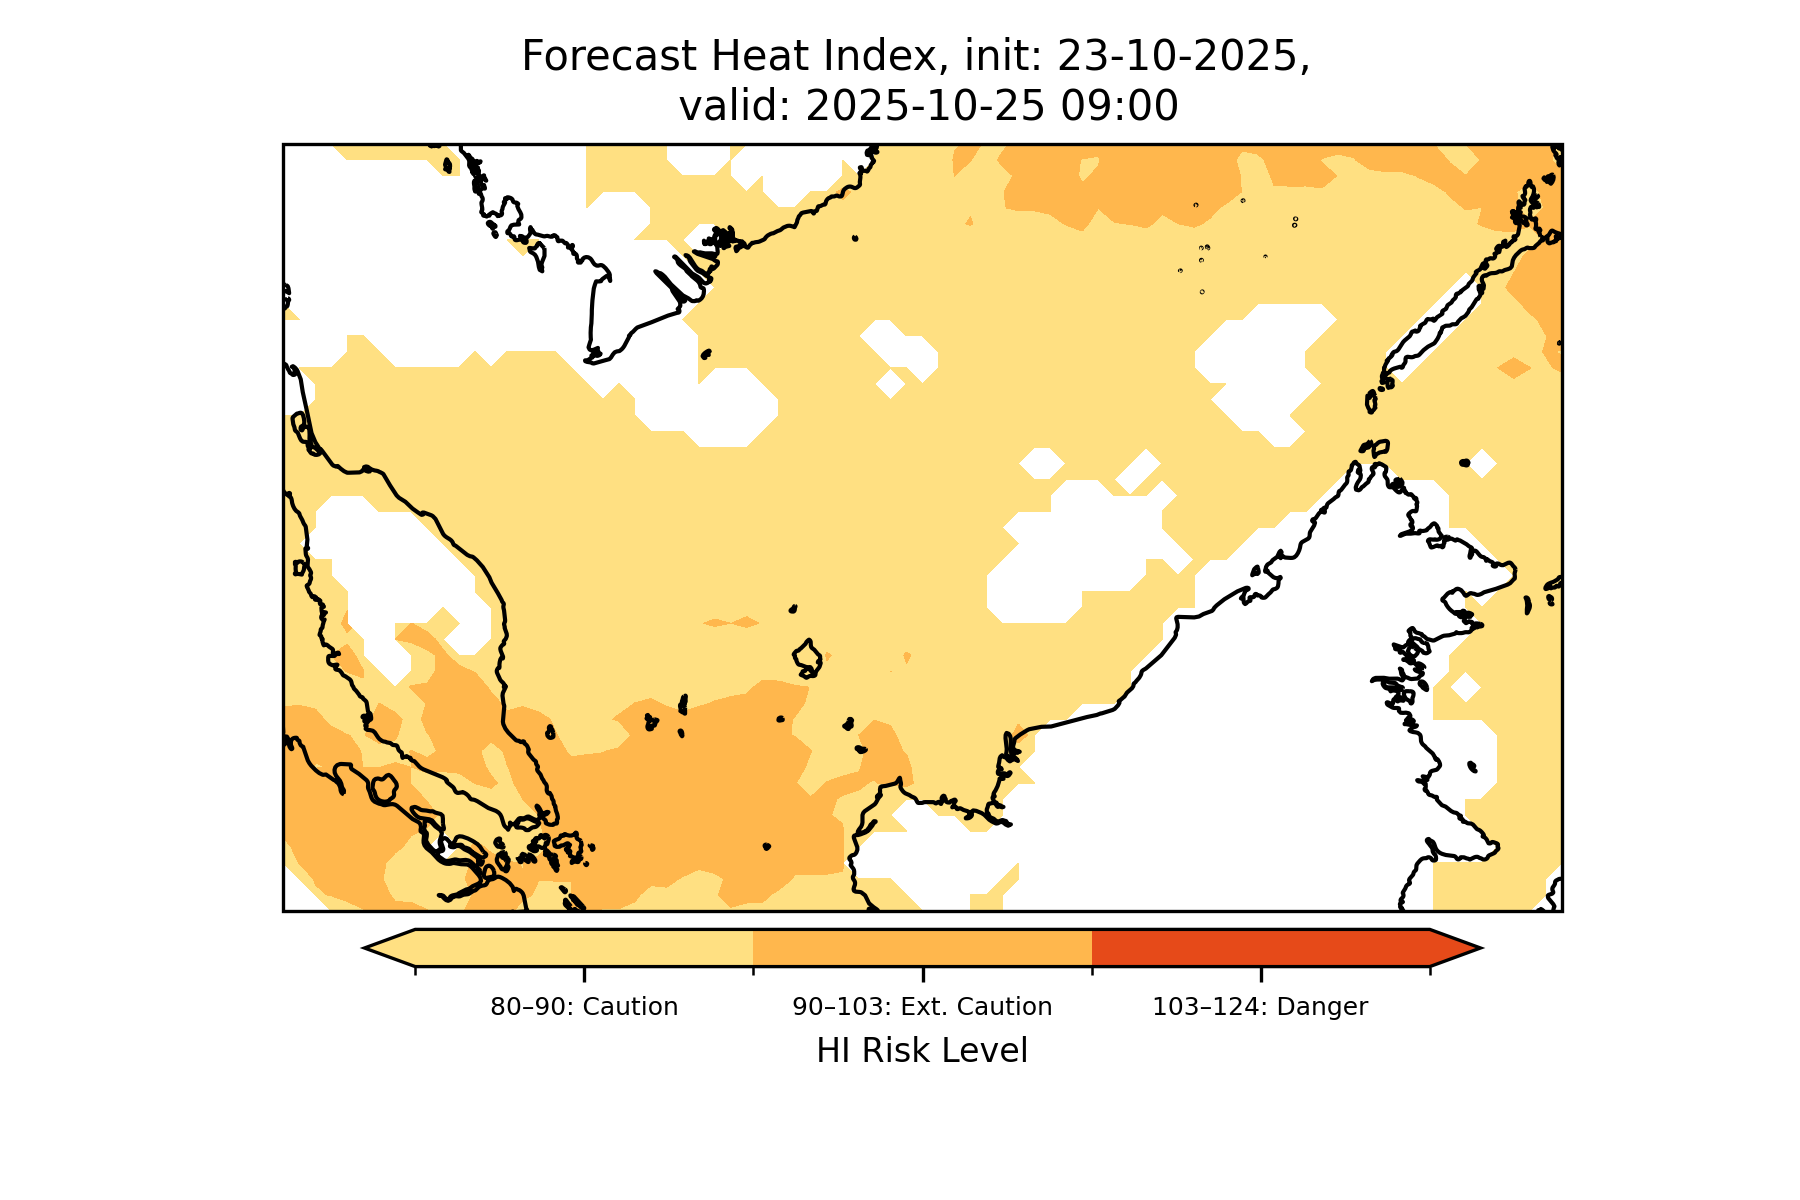 Forecast Heat Index, init: 23-10-2025,
valid: 2025-10-25 09:00
80–90: Caution
90–103: Ext. Caution
103–124: Danger
HI Risk Level